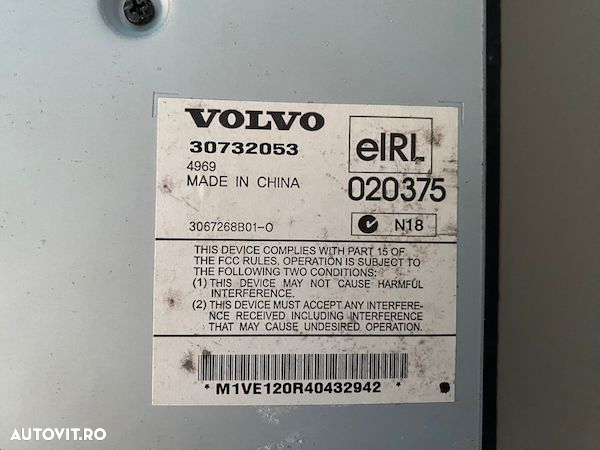 VOLVO
30732053
4969
MADE IN CHINA
eIRL
020375
3067268B01-O
N18
THIS DEVICE COMPLIES WITH PART 15 OF
THE FCC RULES. OPERATION IS SUBJECT TO
THE FOLLOWING TWO CONDITIONS:
(1) THIS DEVICE MAY NOT CAUSE HARMFUL
INTERFERENCE.
(2) THIS DEVICE MUST ACCEPT ANY INTERFERE-
NCE RECEIVED INCLUDING INTERFERENCE
THAT MAY CAUSE UNDESIRED OPERATION.
* M1VE120R40432942 *
AUTOVIT.RO